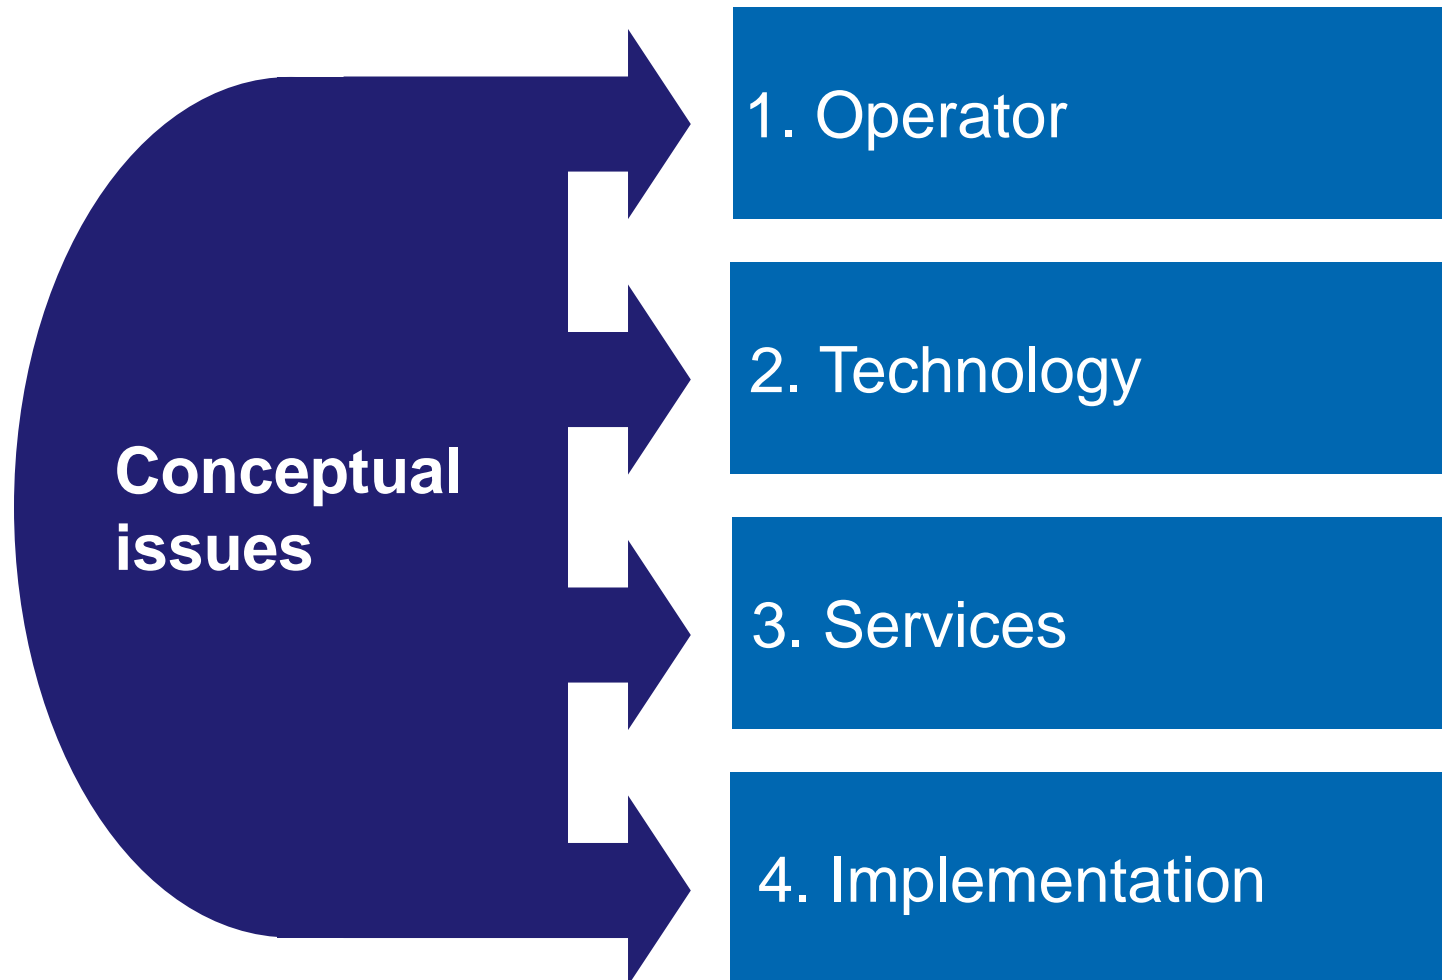 1. Operator
2. Technology
Conceptual
issues
3. Services
4. Implementation